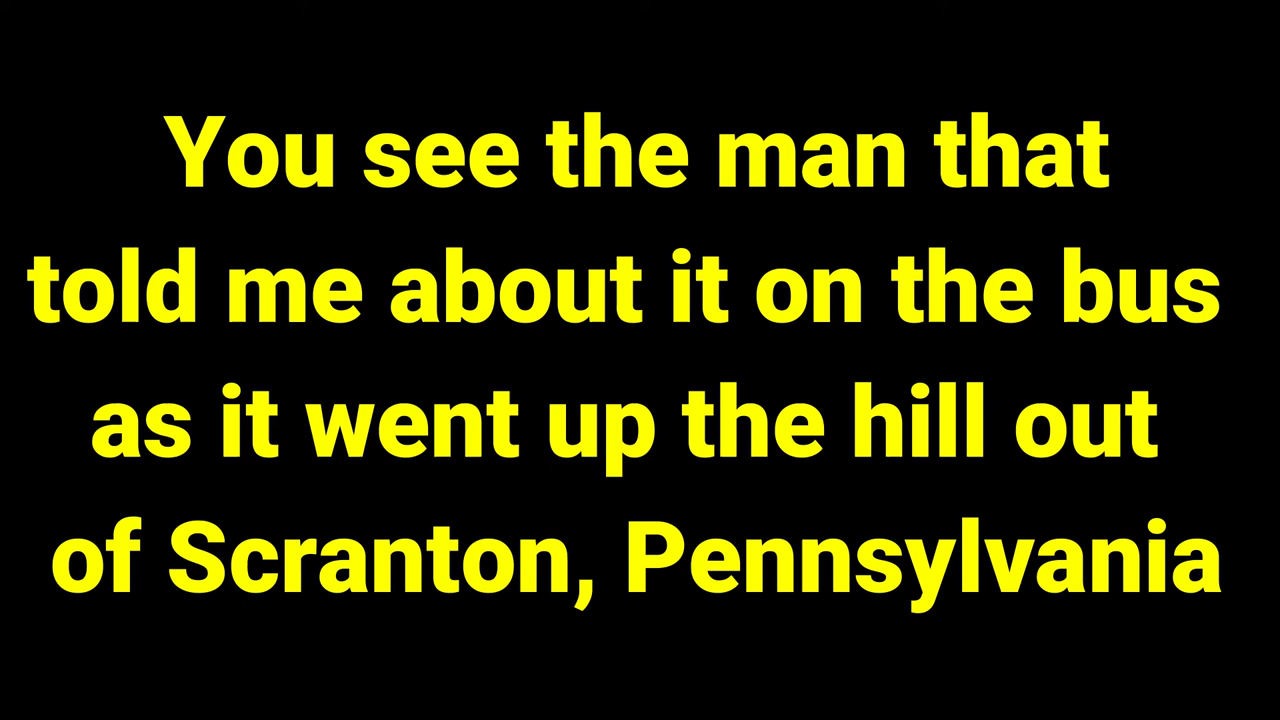 You see the man that
told me about it on the bus
as it went up the hill out
of Scranton, Pennsylvania